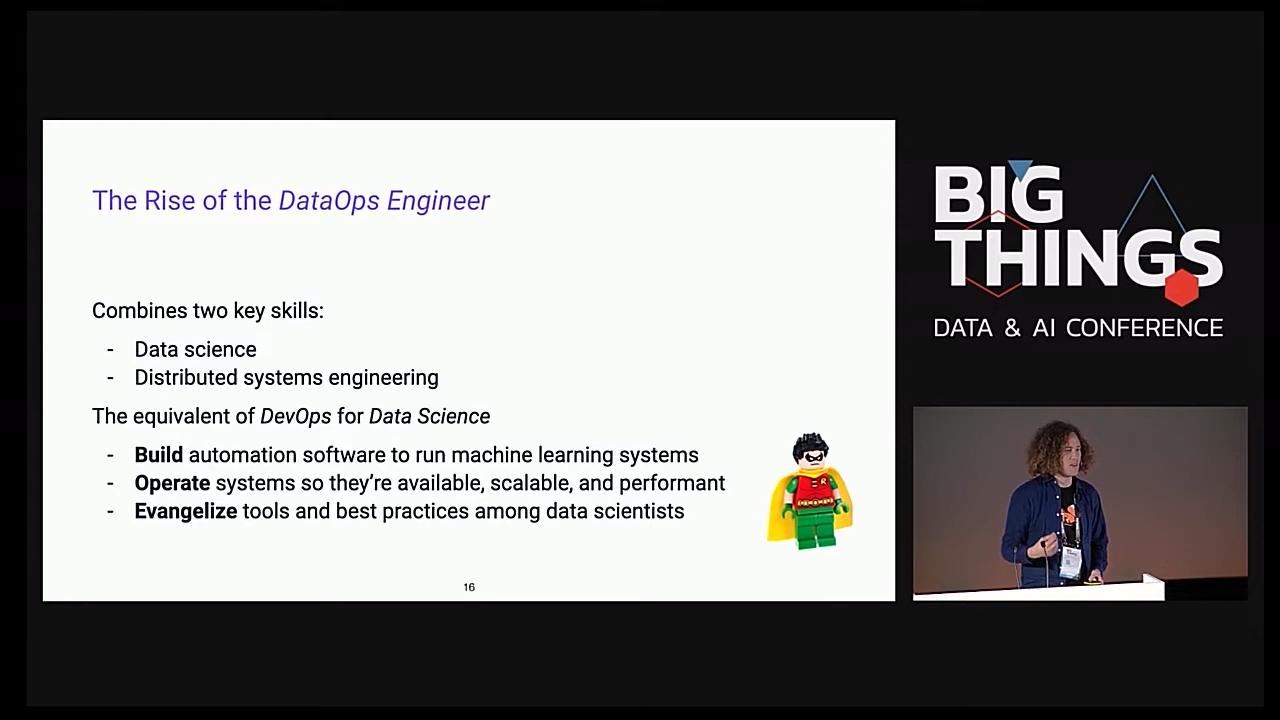 The Rise of the DataOps Engineer
Combines two key skills:
- Data science
- Distributed systems engineering
The equivalent of DevOps for Data Science
- Build automation software to run machine learning systems
- Operate systems so they're available, scalable, and performant
- Evangelize tools and best practices among data scientists
R
16
BIG
THINGS
DATA & AI CONFERENCE